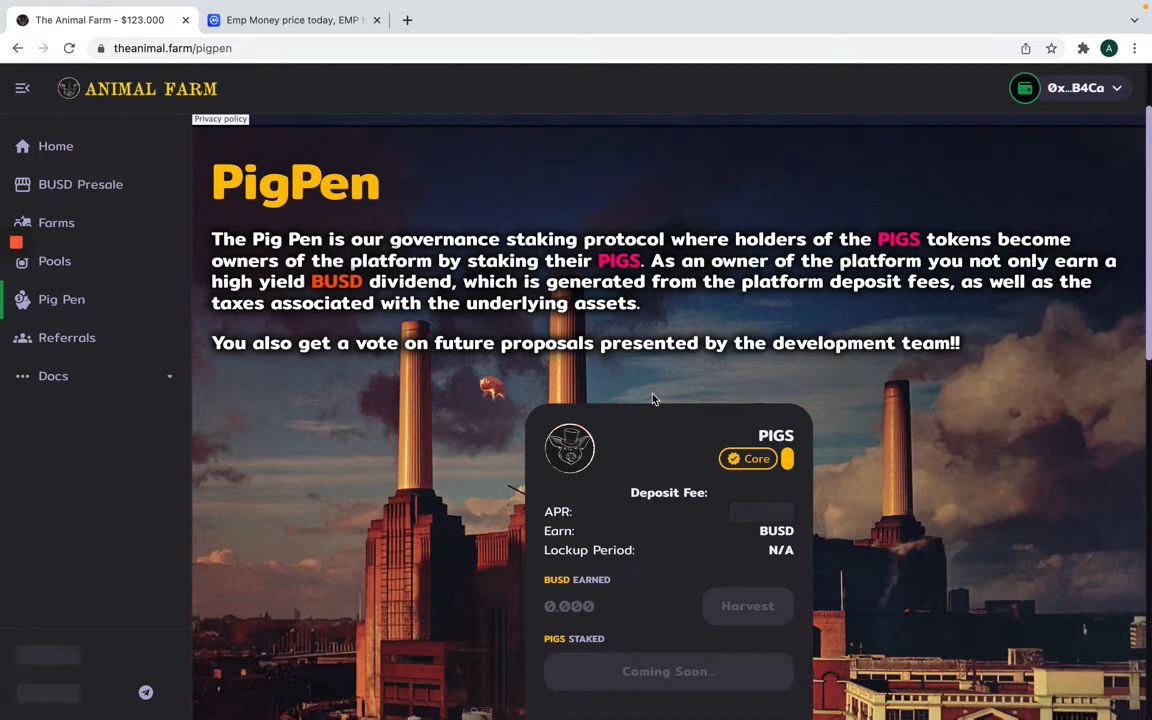 The Animal Farm - $123.000
Emp Money price today, EMP t
theanimal.farm/pigpen
A
ANIMAL FARM
0x...B4Ca
Home
BUSD Presale
Farms
Pools
Pig Pen
Referrals
Docs
Privacy policy
PigPen
The Pig Pen is our governance staking protocol where holders of the PIGS tokens become
owners of the platform by staking their PIGS. As an owner of the platform you not only earn a
high yield BUSD dividend, which is generated from the platform deposit fees, as well as the
taxes associated with the underlying assets.
You also get a vote on future proposals presented by the development team!!
PIGS
Core
Deposit Fee:
APR:
Earn: BUSD
Lockup Period: N/A
BUSD EARNED
0.000
Harvest
PIGS STAKED
Coming Soon...